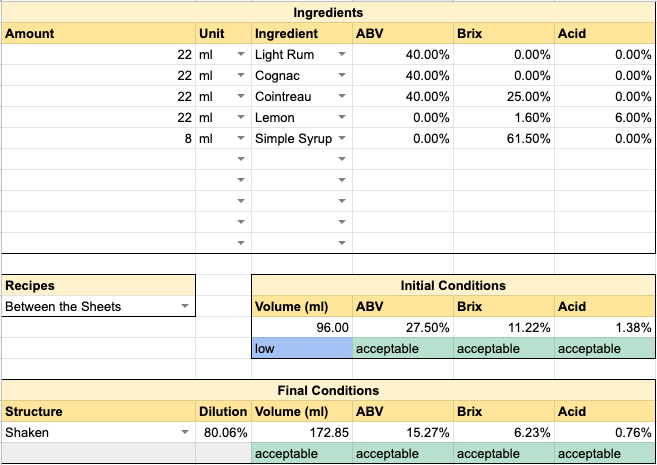 Ingredients
Amount Unit Ingredient ABV Brix Acid
22 ml Light Rum 40.00% 0.00% 0.00%
22 ml Cognac 40.00% 0.00% 0.00%
22 ml Cointreau 40.00% 25.00% 0.00%
22 ml Lemon 0.00% 1.60% 6.00%
8 ml Simple Syrup 0.00% 61.50% 0.00%
Recipes Initial Conditions
Between the Sheets Volume (ml) ABV Brix Acid
96.00 27.50% 11.22% 1.38%
low acceptable acceptable acceptable
Final Conditions
Structure Dilution Volume (ml) ABV Brix Acid
Shaken 80.06% 172.85 15.27% 6.23% 0.76%
acceptable acceptable acceptable acceptable